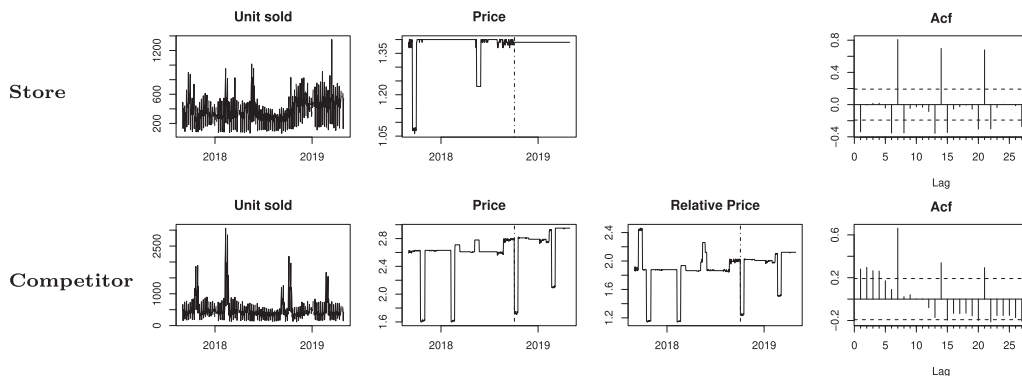 Unit sold
Price
Acf
Store
200 600 1200
1.05 1.20 1.35
-0.4 0.0 0.4 0.8
2018 2019
2018 2019
0 5 10 15 20 25
Lag
Unit sold
Price
Relative Price
Acf
Competitor
0 1000 2500
1.6 2.2 2.8
1.2 1.6 2.0 2.4
-0.2 0.2 0.6
2018 2019
2018 2019
2018 2019
0 5 10 15 20 25
Lag